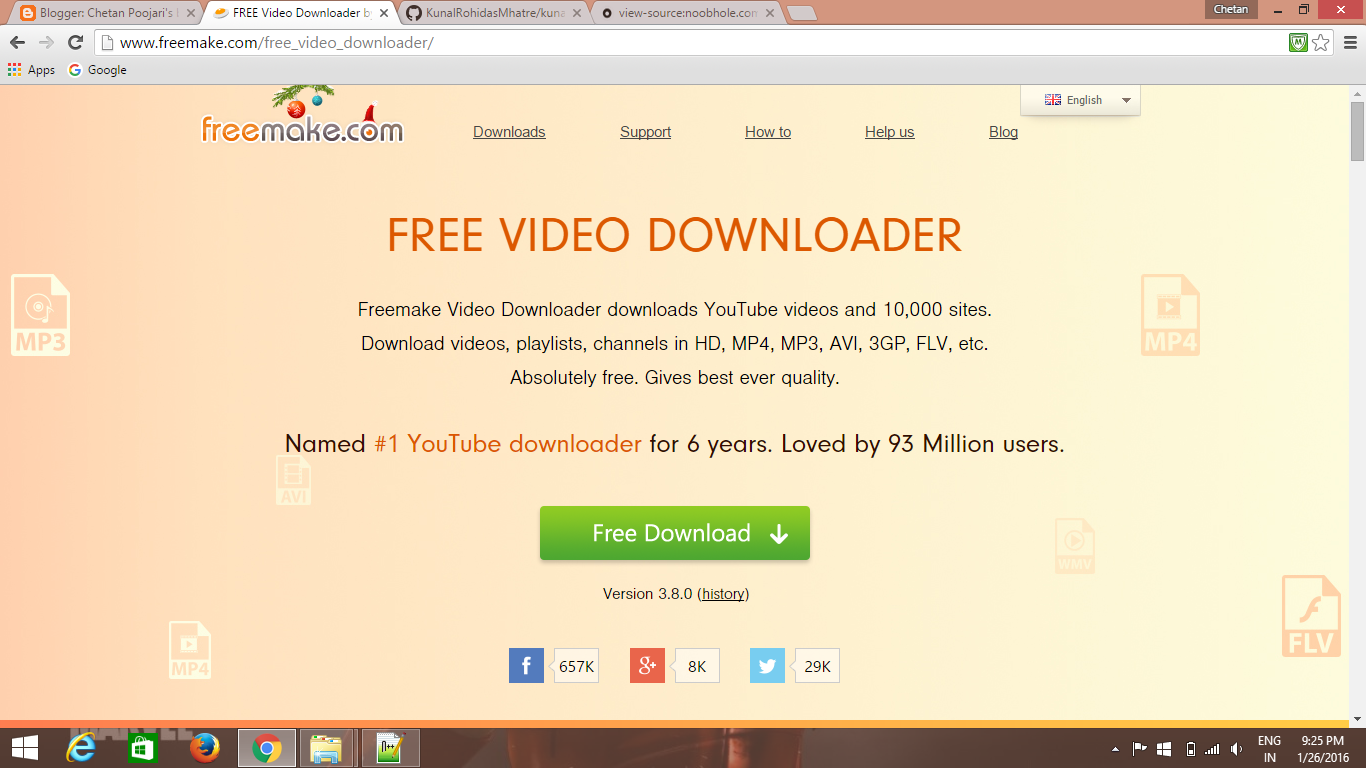 Blogger: Chetan Poojari's
FREE Video Downloader by
KunalRohidasMhatre/kuna
view-source:noobhole.com
Chetan
www.freemake.com/free_video_downloader/
Apps
Google
English
freemake.com
Downloads
Support
How to
Help us
Blog
FREE VIDEO DOWNLOADER
MP3
MP4
Freemake Video Downloader downloads YouTube videos and 10,000 sites.
Download videos, playlists, channels in HD, MP4, MP3, AVI, 3GP, FLV, etc.
Absolutely free. Gives best ever quality.
Named #1 YouTube downloader for 6 years. Loved by 93 Million users.
AVI
Free Download
WMV
Version 3.8.0 (history)
FLV
MP4
657K
8K
29K
ENG
IN
9:25 PM
1/26/2016